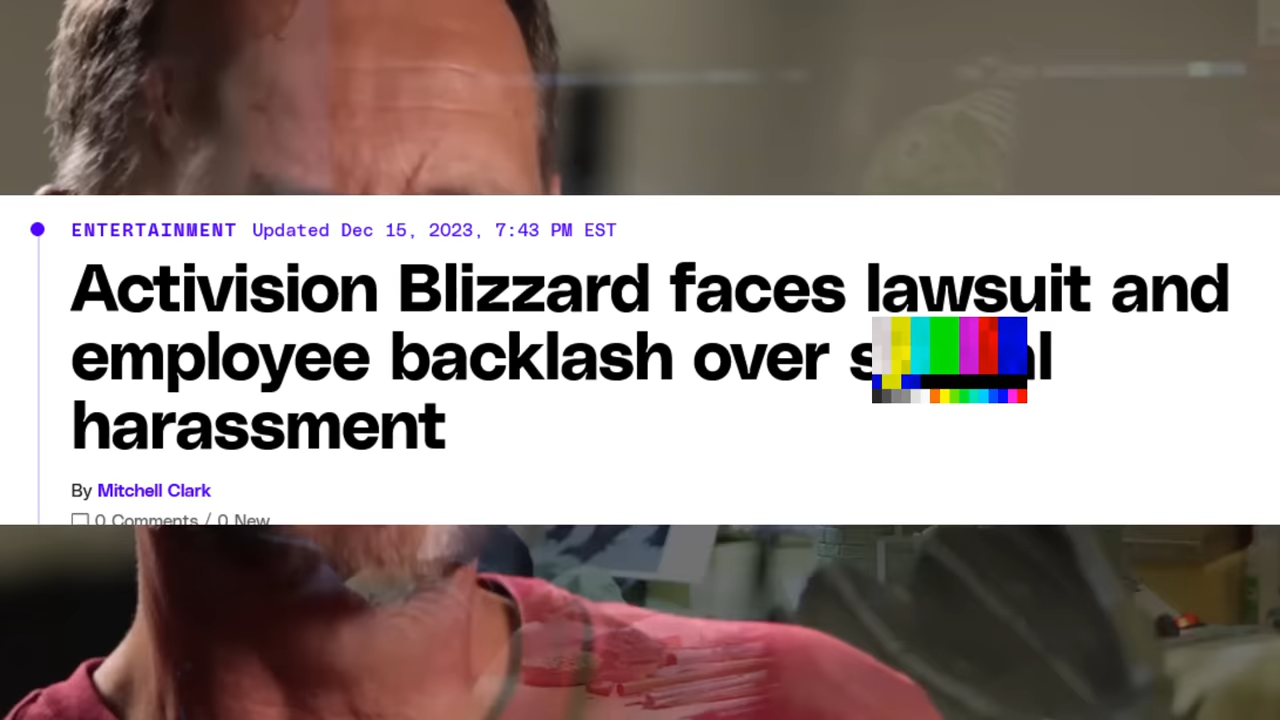 ENTERTAINMENT Updated Dec 15, 2023, 7:43 PM EST
Activision Blizzard faces lawsuit and
employee backlash over
harassment
By Mitchell Clark
0 Comments / 0 New